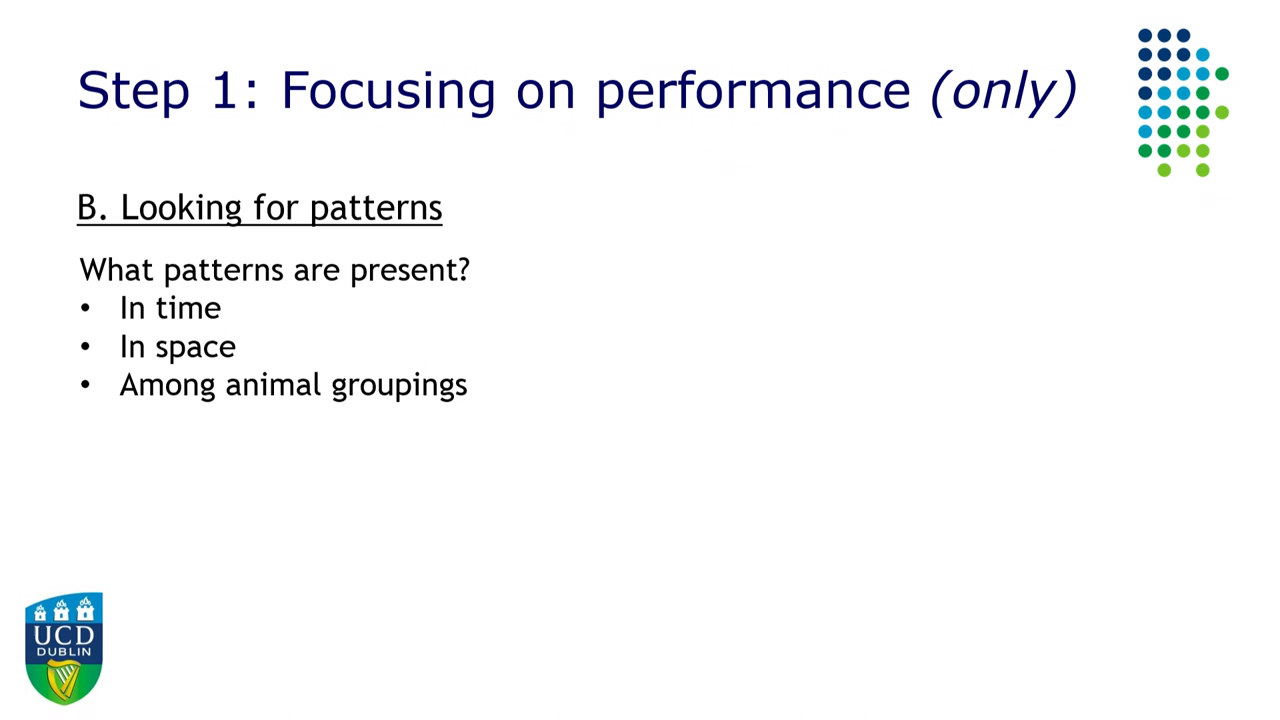 Step 1: Focusing on performance (only)
B. Looking for patterns
What patterns are present?
• In time
• In space
• Among animal groupings
UCD
DUBLIN